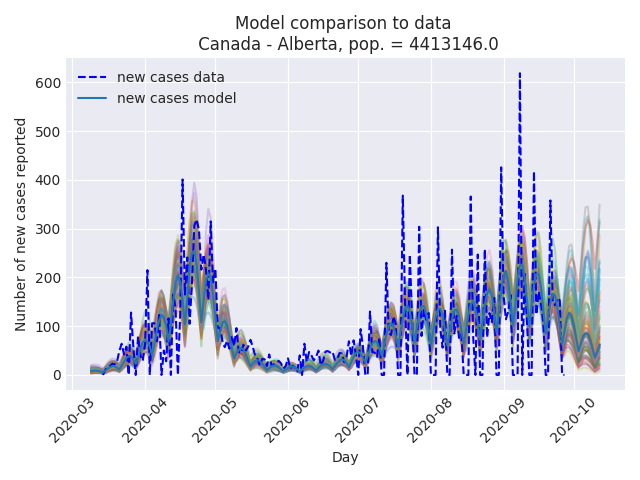 Model comparison to data
Canada - Alberta, pop. = 4413146.0
new cases data
new cases model
Number of new cases reported
600
500
400
300
200
100
0
2020-03
2020-04
2020-05
2020-06
2020-07
2020-08
2020-09
2020-10
Day